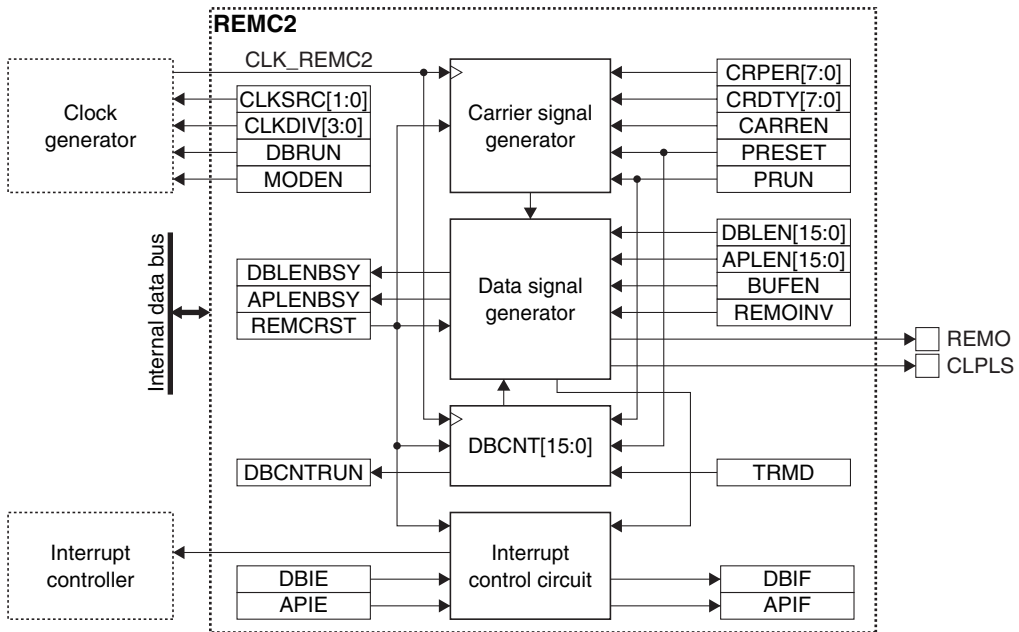 REMC2
CLK_REMC2
Clock
generator
CLKSRC[1:0]
CLKDIV[3:0]
DBRUN
MODEN
Carrier signal
generator
CRPER[7:0]
CRDTY[7:0]
CARREN
PRESET
PRUN
Internal data bus
DBLENBSY
APLENBSY
REMCRST
Data signal
generator
DBLEN[15:0]
APLEN[15:0]
BUFEN
REMOINV
REMO
CLPLS
DBCNT[15:0]
DBCNTRUN
TRMD
Interrupt
controller
Interrupt
control circuit
DBIE
APIE
DBIF
APIF